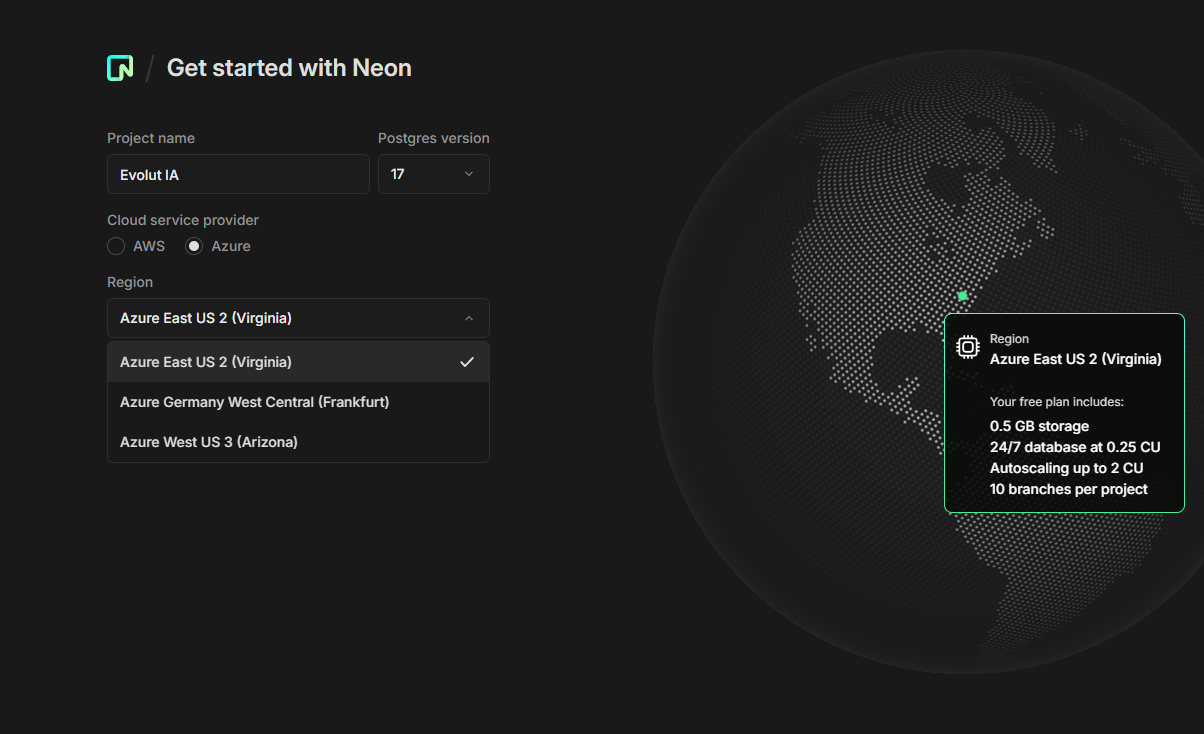 Get started with Neon
Project name
Postgres version
Evolut IA
17
Cloud service provider
AWS
Azure
Region
Azure East US 2 (Virginia)
Azure East US 2 (Virginia)
Azure Germany West Central (Frankfurt)
Azure West US 3 (Arizona)
Region
Azure East US 2 (Virginia)
Your free plan includes:
0.5 GB storage
24/7 database at 0.25 CU
Autoscaling up to 2 CU
10 branches per project